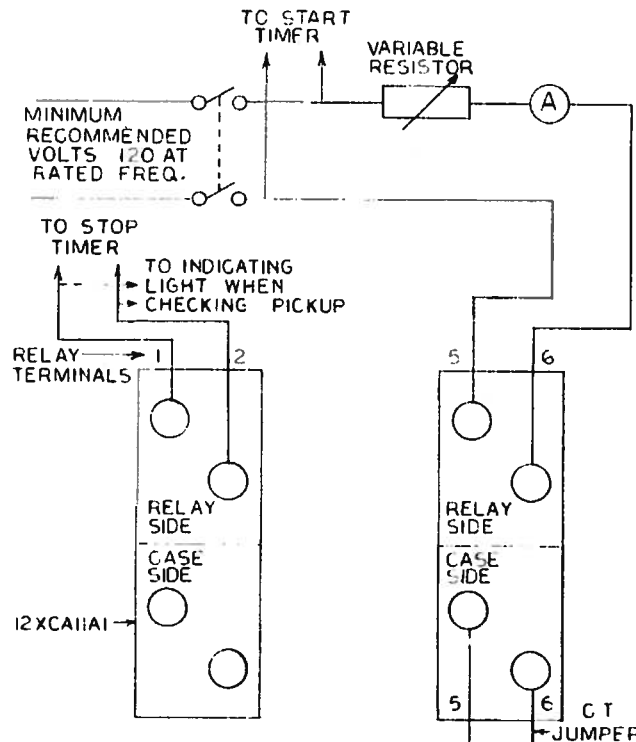 TO START
TIMER
VARIABLE
RESISTOR
A
MINIMUM
RECOMMENDED
VOLTS 120 AT
RATED FREQ.
TO STOP
TIMER
TO INDICATING
LIGHT WHEN
CHECKING PICKUP
RELAY
TERMINALS
1 2
5 6
RELAY
SIDE
CASE
SIDE
RELAY
SIDE
CASE
SIDE
12XCA11A1
5 6
CT
JUMPER